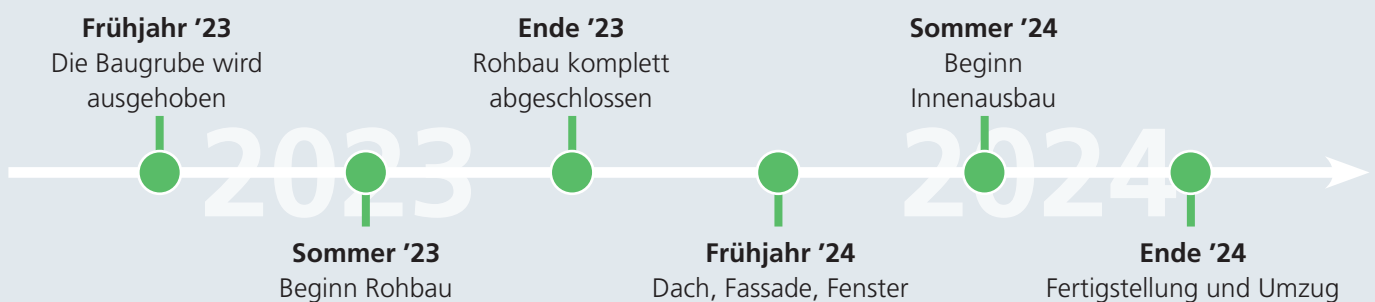 Frühjahr ’23
Die Baugrube wird
ausgehoben
Ende ’23
Rohbau komplett
abgeschlossen
Sommer ’24
Beginn
Innenausbau
2023
2024
Sommer ’23
Beginn Rohbau
Frühjahr ’24
Dach, Fassade, Fenster
Ende ’24
Fertigstellung und Umzug